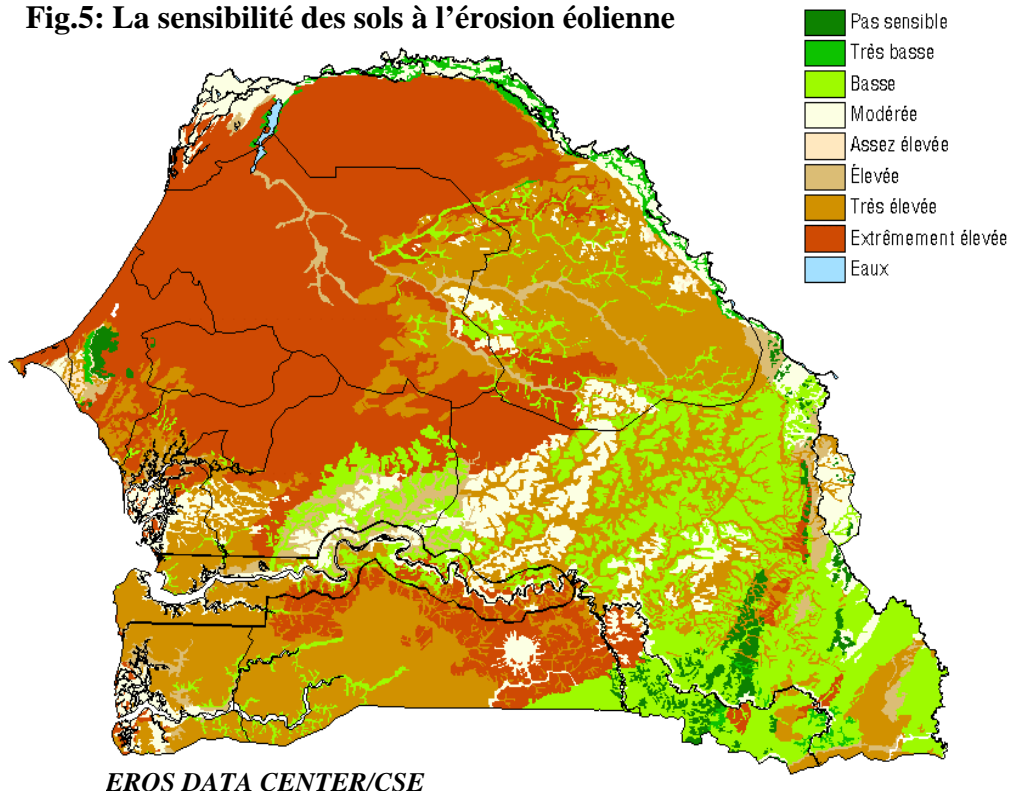 Fig.5: La sensibilité des sols à l'érosion éolienne
Pas sensible
Très basse
Basse
Modérée
Assez élevée
Élevée
Très élevée
Extrêmement élevée
Eaux
EROS DATA CENTER/CSE